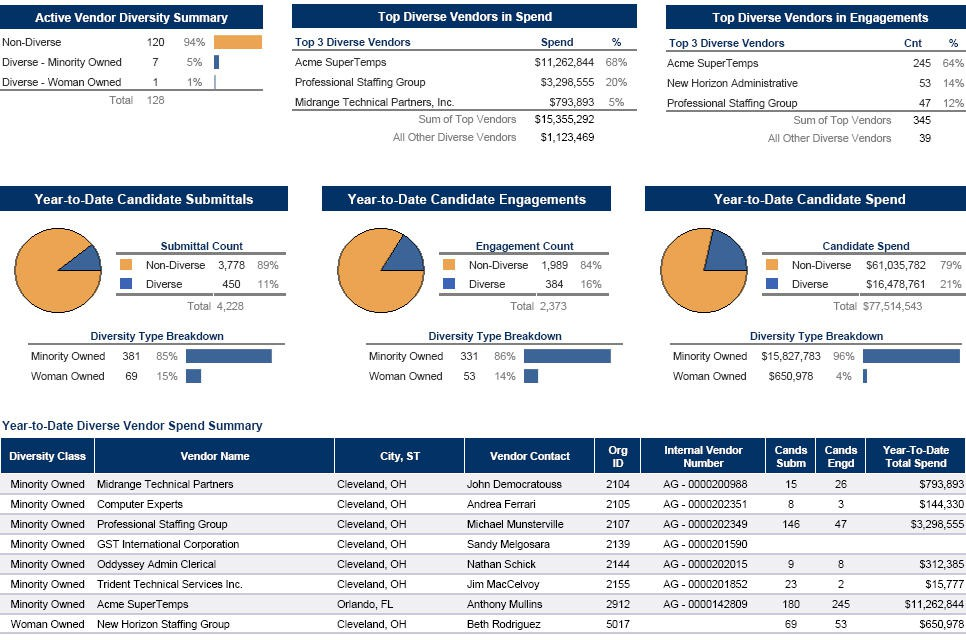 Active Vendor Diversity Summary
Non-Diverse 120 94%
Diverse - Minority Owned 7 5%
Diverse - Woman Owned 1 1%
Total 128
Top Diverse Vendors in Spend
Top 3 Diverse Vendors Spend %
Acme SuperTemps $11,262,844 68%
Professional Staffing Group $3,298,555 20%
Midrange Technical Partners, Inc. $793,893 5%
Sum of Top Vendors $15,355,292
All Other Diverse Vendors $1,123,469
Top Diverse Vendors in Engagements
Top 3 Diverse Vendors Cnt %
Acme SuperTemps 245 64%
New Horizon Administrative 53 14%
Professional Staffing Group 47 12%
Sum of Top Vendors 345
All Other Diverse Vendors 39
Year-to-Date Candidate Submittals
Submittal Count
Non-Diverse 3,778 89%
Diverse 450 11%
Total 4,228
Diversity Type Breakdown
Minority Owned 381 85%
Woman Owned 69 15%
Year-to-Date Candidate Engagements
Engagement Count
Non-Diverse 1,989 84%
Diverse 384 16%
Total 2,373
Diversity Type Breakdown
Minority Owned 331 86%
Woman Owned 53 14%
Year-to-Date Candidate Spend
Candidate Spend
Non-Diverse $61,035,782 79%
Diverse $16,478,761 21%
Total $77,514,543
Diversity Type Breakdown
Minority Owned $15,827,783 96%
Woman Owned $650,978 4%
Year-to-Date Diverse Vendor Spend Summary
Diversity Class Vendor Name City, ST Vendor Contact Org ID Internal Vendor Number Cands Subm Cands Engd Year-To-Date Total Spend
Minority Owned Midrange Technical Partners Cleveland, OH John Democratouss 2104 AG - 0000200988 15 26 $793,893
Minority Owned Computer Experts Cleveland, OH Andrea Ferrari 2105 AG - 0000202351 8 3 $144,330
Minority Owned Professional Staffing Group Cleveland, OH Michael Munsterville 2107 AG - 0000202349 146 47 $3,298,555
Minority Owned GST International Corporation Cleveland, OH Sandy Melgosara 2139 AG - 0000201590
Minority Owned Oddyssey Admin Clerical Cleveland, OH Nathan Schick 2144 AG - 0000202015 9 8 $312,385
Minority Owned Trident Technical Services Inc. Cleveland, OH Jim MacCelvoy 2155 AG - 0000201852 23 2 $15,777
Minority Owned Acme SuperTemps Orlando, FL Anthony Mullins 2912 AG - 0000142809 180 245 $11,262,844
Woman Owned New Horizon Staffing Group Cleveland, OH Beth Rodriguez 5017 69 53 $650,978